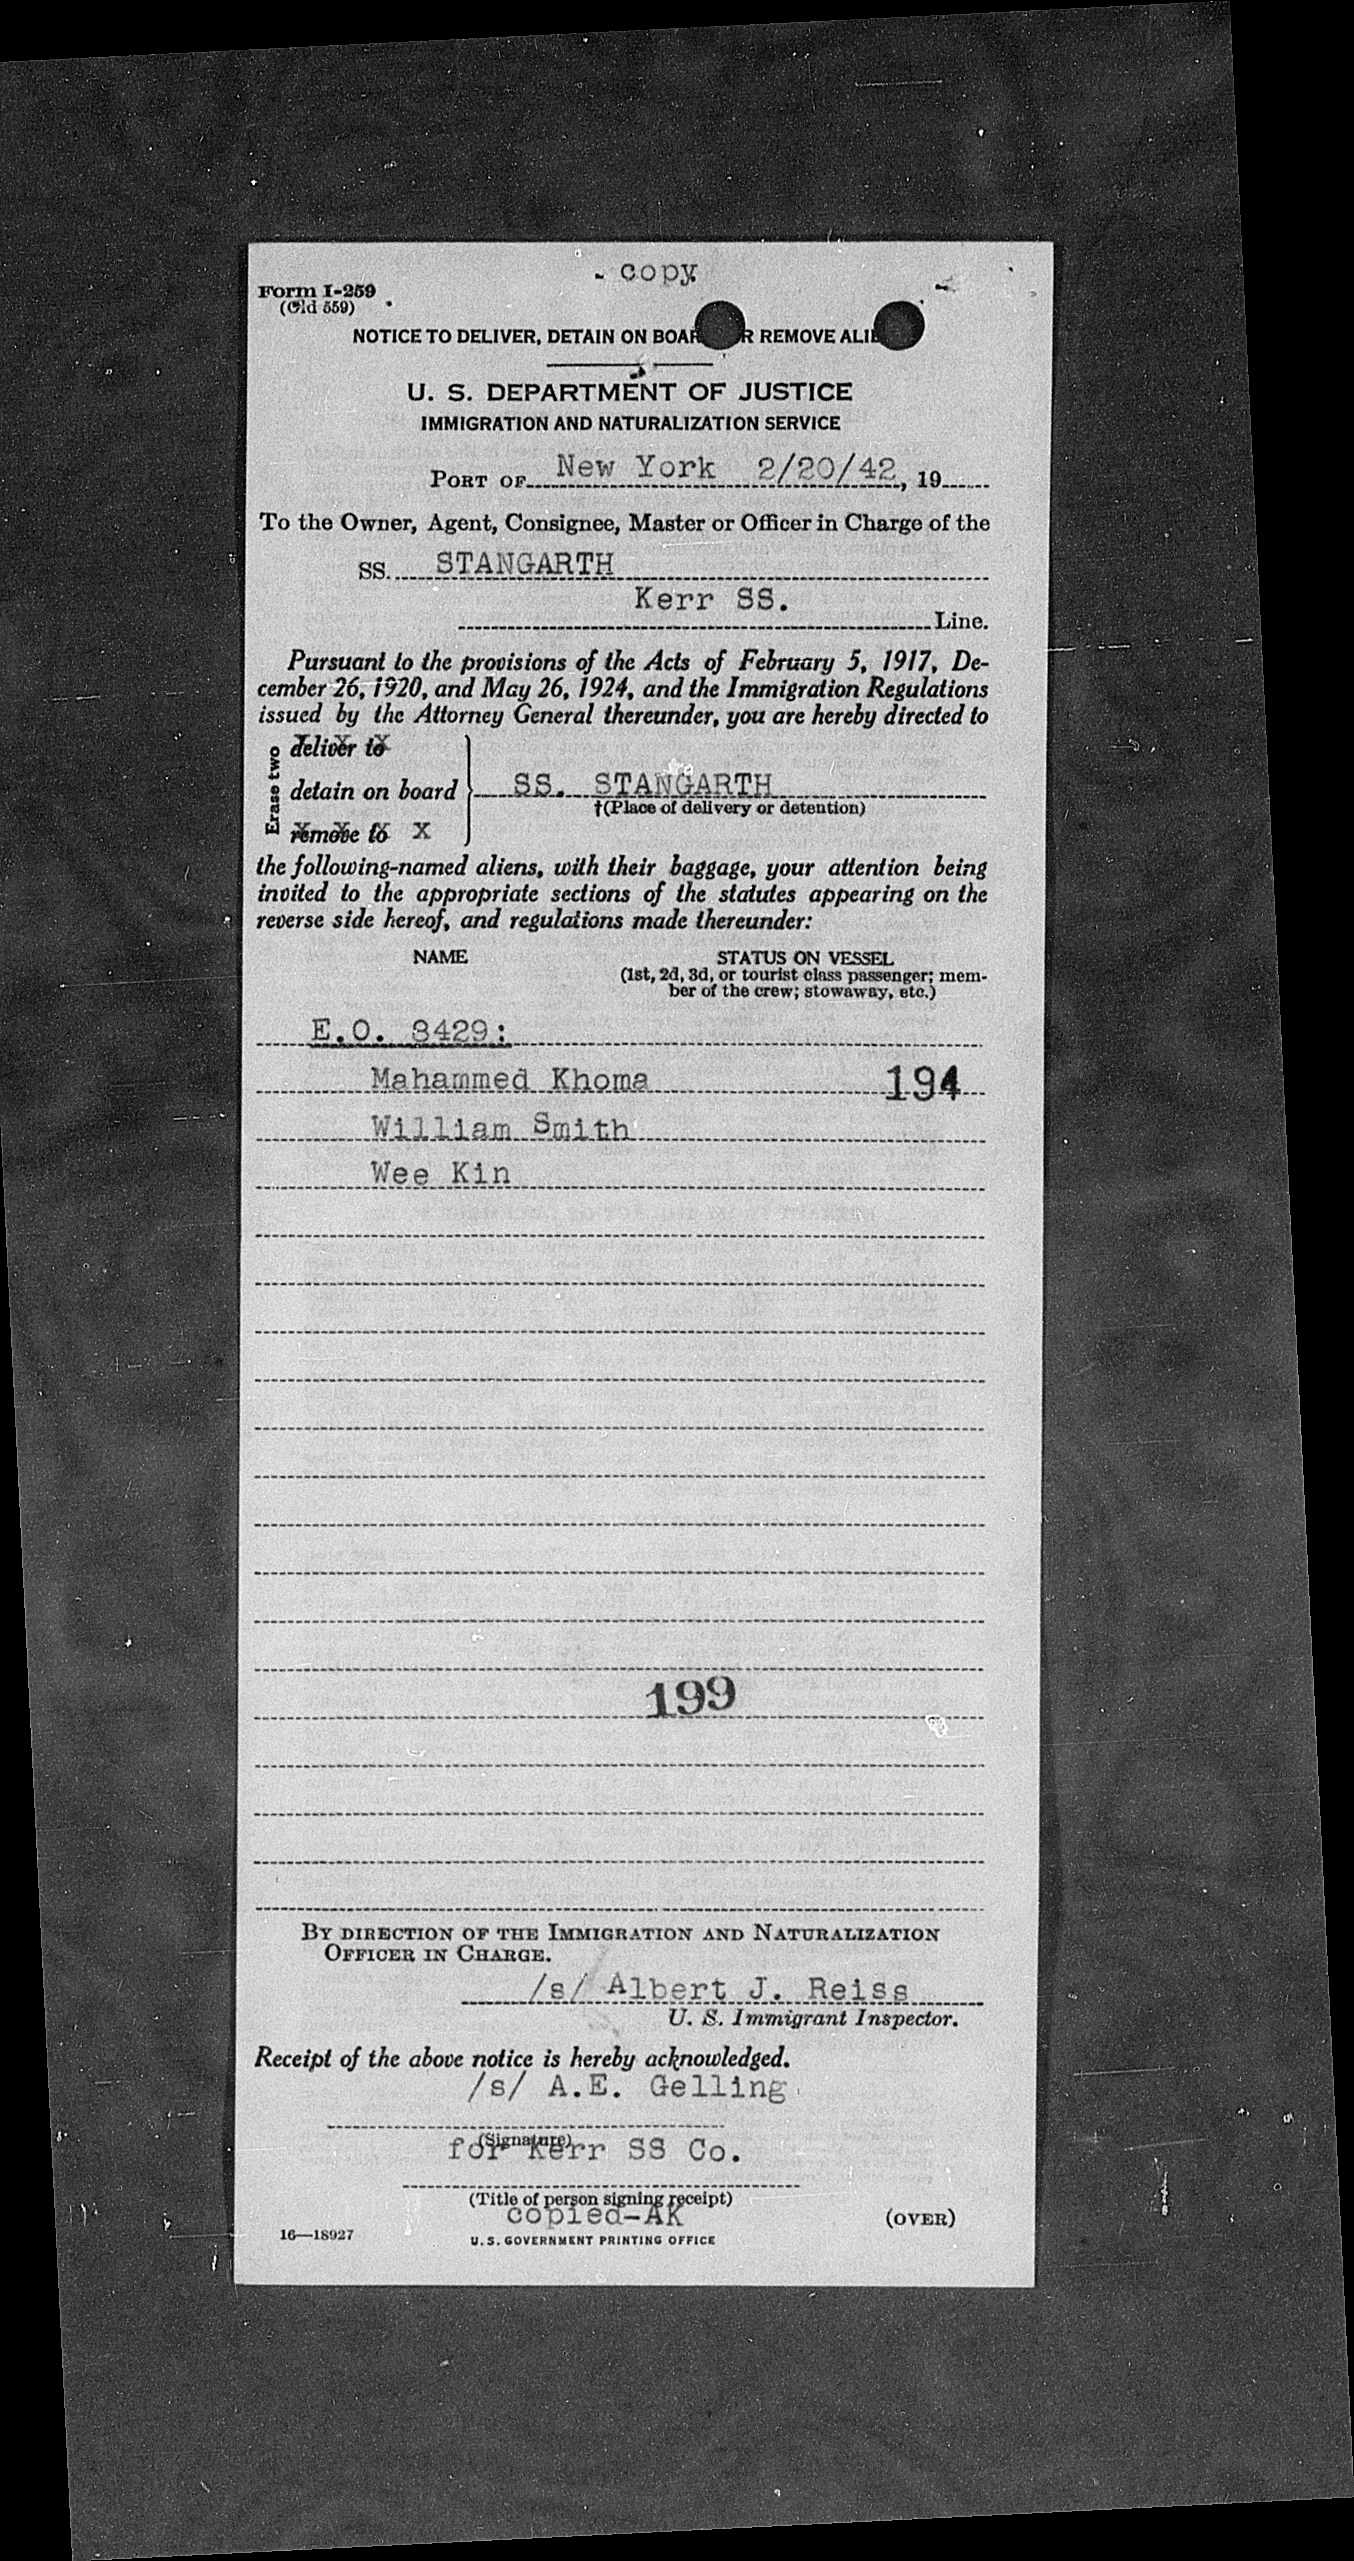 copy
Form I-259
(Old 559)
NOTICE TO DELIVER, DETAIN ON BOAR R REMOVE ALIE
U. S. DEPARTMENT OF JUSTICE
IMMIGRATION AND NATURALIZATION SERVICE
PORT OF New York 2/20/42, 19
To the Owner, Agent, Consignee, Master or Officer in Charge of the
SS. STANGARTH
Kerr SS.
Line.
Pursuant to the provisions of the Acts of February 5, 1917, De-
cember 26, 1920, and May 26, 1924, and the Immigration Regulations
issued by the Attorney General thereunder, you are hereby directed to
Erase two
deliver to
detain on board SS. STANGARTH
†(Place of delivery or detention)
remove to X
the following-named aliens, with their baggage, your attention being
invited to the appropriate sections of the statutes appearing on the
reverse side hereof, and regulations made thereunder:
NAME STATUS ON VESSEL
(1st, 2d, 3d, or tourist class passenger; mem-
ber of the crew; stowaway, etc.)
E.O. 8429:
Mahammed Khoma 194
William Smith
Wee Kin
199
BY DIRECTION OF THE IMMIGRATION AND NATURALIZATION
OFFICER IN CHARGE.
/s/ Albert J. Reiss
U. S. Immigrant Inspector.
Receipt of the above notice is hereby acknowledged.
/s/ A.E. Gelling
(Signature)
for Kerr SS Co.
(Title of person signing receipt)
copied-AK
(OVER)
16—18927
U. S. GOVERNMENT PRINTING OFFICE